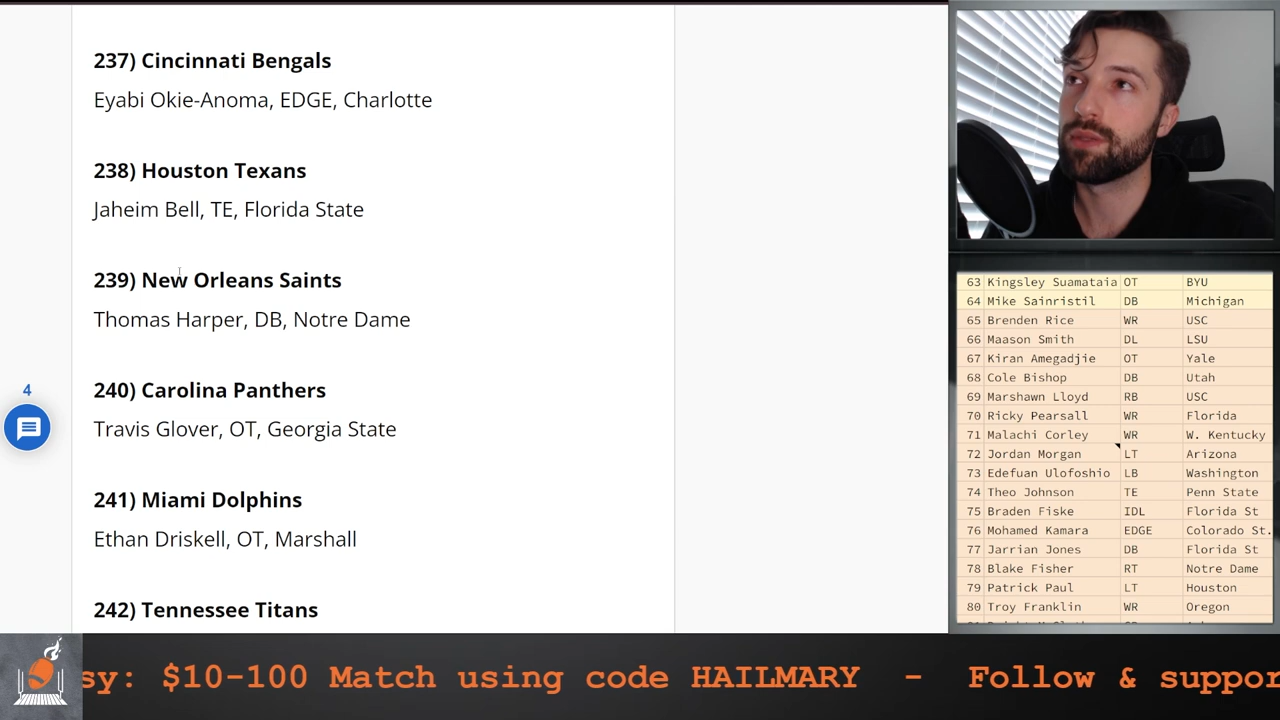 237) Cincinnati Bengals
Eyabi Okie-Anoma, EDGE, Charlotte
238) Houston Texans
Jaheim Bell, TE, Florida State
239) New Orleans Saints
Thomas Harper, DB, Notre Dame
240) Carolina Panthers
Travis Glover, OT, Georgia State
241) Miami Dolphins
Ethan Driskell, OT, Marshall
242) Tennessee Titans
4
63 Kingsley Suamataia OT BYU
64 Mike Sainristil DB Michigan
65 Brenden Rice WR USC
66 Maason Smith DL LSU
67 Kiran Amegadjie OT Yale
68 Cole Bishop DB Utah
69 Marshawn Lloyd RB USC
70 Ricky Pearsall WR Florida
71 Malachi Corley WR W. Kentucky
72 Jordan Morgan LT Arizona
73 Edefuan Ulofoshio LB Washington
74 Theo Johnson TE Penn State
75 Braden Fiske IDL Florida St
76 Mohamed Kamara EDGE Colorado St.
77 Jarrian Jones DB Florida St
78 Blake Fisher RT Notre Dame
79 Patrick Paul LT Houston
80 Troy Franklin WR Oregon
sy: $10-100 Match using code HAILMARY - Follow & suppor